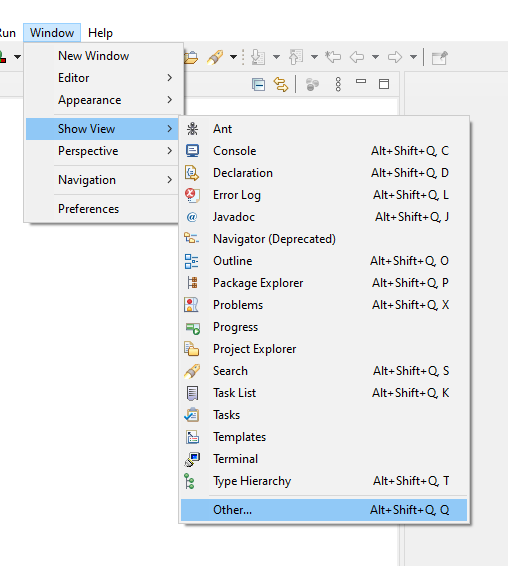 Run Window Help
New Window
Editor
Appearance
Show View
Perspective
Navigation
Preferences
Ant
Console Alt+Shift+Q, C
Declaration Alt+Shift+Q, D
Error Log Alt+Shift+Q, L
Javadoc Alt+Shift+Q, J
Navigator (Deprecated)
Outline Alt+Shift+Q, O
Package Explorer Alt+Shift+Q, P
Problems Alt+Shift+Q, X
Progress
Project Explorer
Search Alt+Shift+Q, S
Task List Alt+Shift+Q, K
Tasks
Templates
Terminal
Type Hierarchy Alt+Shift+Q, T
Other... Alt+Shift+Q, Q